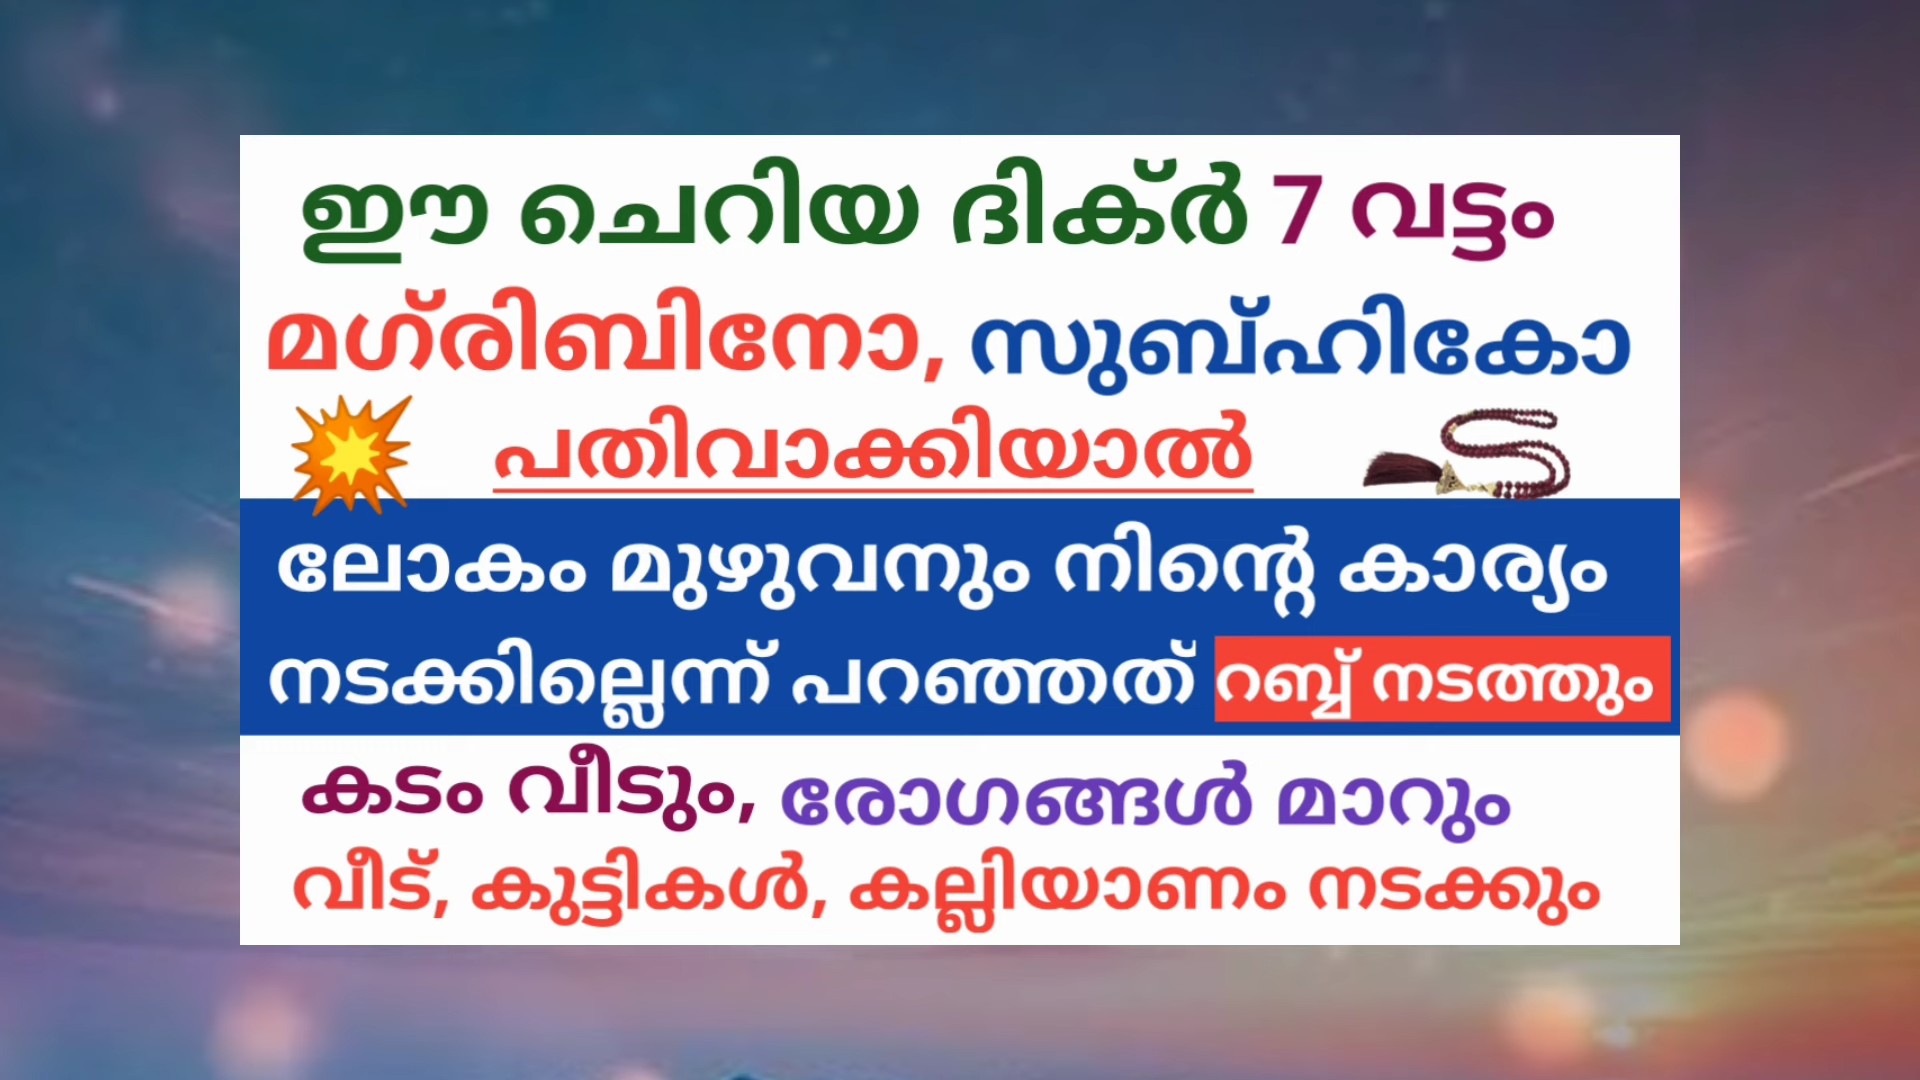 ഈ ചെറിയ ദിക്ർ 7 വട്ടം
മഗ്‌രിബിനോ, സുബ്ഹികോ
പതിവാക്കിയാൽ
ലോകം മുഴുവനും നിന്റെ കാര്യം
നടക്കില്ലെന്ന് പറഞ്ഞത് റബ്ബ് നടത്തും
കടം വീടും, രോഗങ്ങൾ മാറും
വീട്, കുട്ടികൾ, കല്ലിയാണം നടക്കും